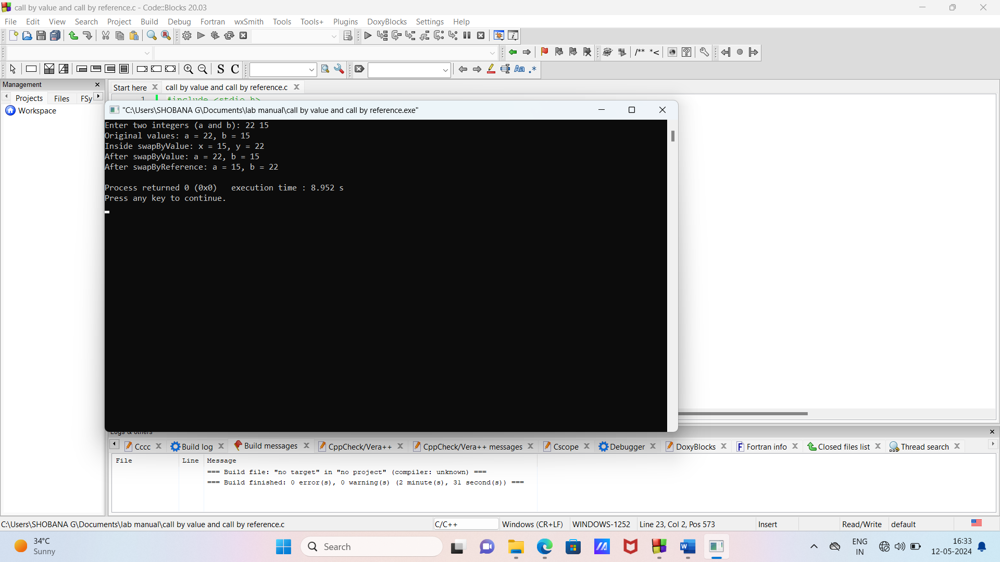 call by value and call by reference.c - Code::Blocks 20.03
File Edit View Search Project Build Debug Fortran wxSmith Tools Tools+ Plugins DoxyBlocks Settings Help
/** *<
S C
Aa .*
Management
Start here call by value and call by reference.c
Projects Files FSy
1 #include <stdio.h>
Workspace
"C:\Users\SHOBANA G\Documents\lab manual\call by value and call by reference.exe"
Enter two integers (a and b): 22 15
Original values: a = 22, b = 15
Inside swapByValue: x = 15, y = 22
After swapByValue: a = 22, b = 15
After swapByReference: a = 15, b = 22
Process returned 0 (0x0)   execution time : 8.952 s
Press any key to continue.
Logs & others
Cccc Build log Build messages CppCheck/Vera++ CppCheck/Vera++ messages Cscope Debugger DoxyBlocks Fortran info Closed files list Thread search
File Line Message
=== Build file: "no target" in "no project" (compiler: unknown) ===
=== Build finished: 0 error(s), 0 warning(s) (2 minute(s), 31 second(s)) ===
C:\Users\SHOBANA G\Documents\lab manual\call by value and call by reference.c C/C++ Windows (CR+LF) WINDOWS-1252 Line 23, Col 2, Pos 573 Insert Read/Write default
34°C
Sunny
Search
ENG
IN
16:33
12-05-2024